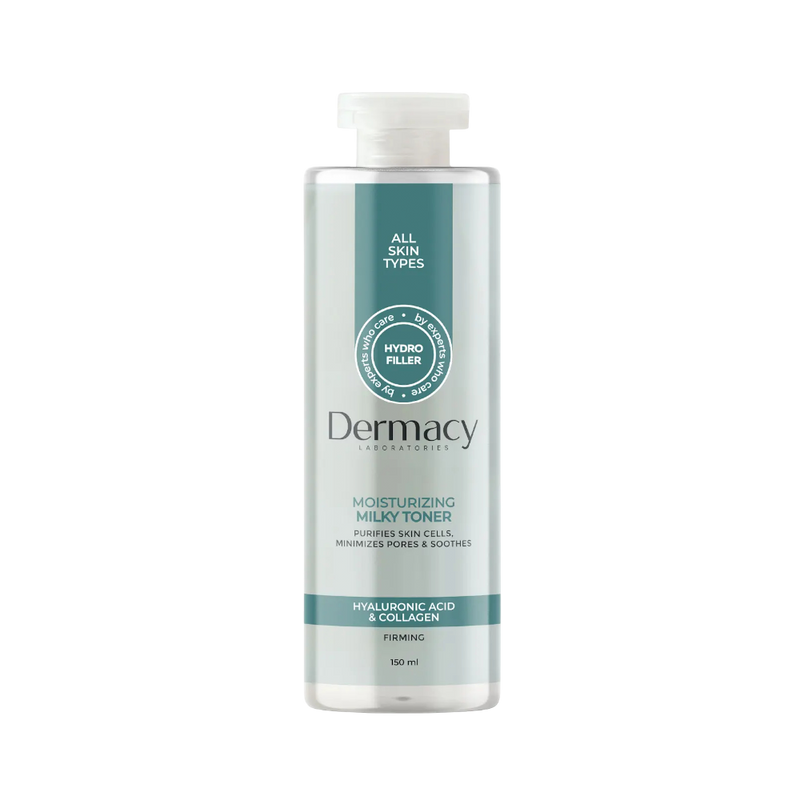 ALL
SKIN
TYPES
by experts who care • by experts who care •
HYDRO
FILLER
Dermacy
LABORATORIES
MOISTURIZING
MILKY TONER
PURIFIES SKIN CELLS,
MINIMIZES PORES & SOOTHES
HYALURONIC ACID
& COLLAGEN
FIRMING
150 ml